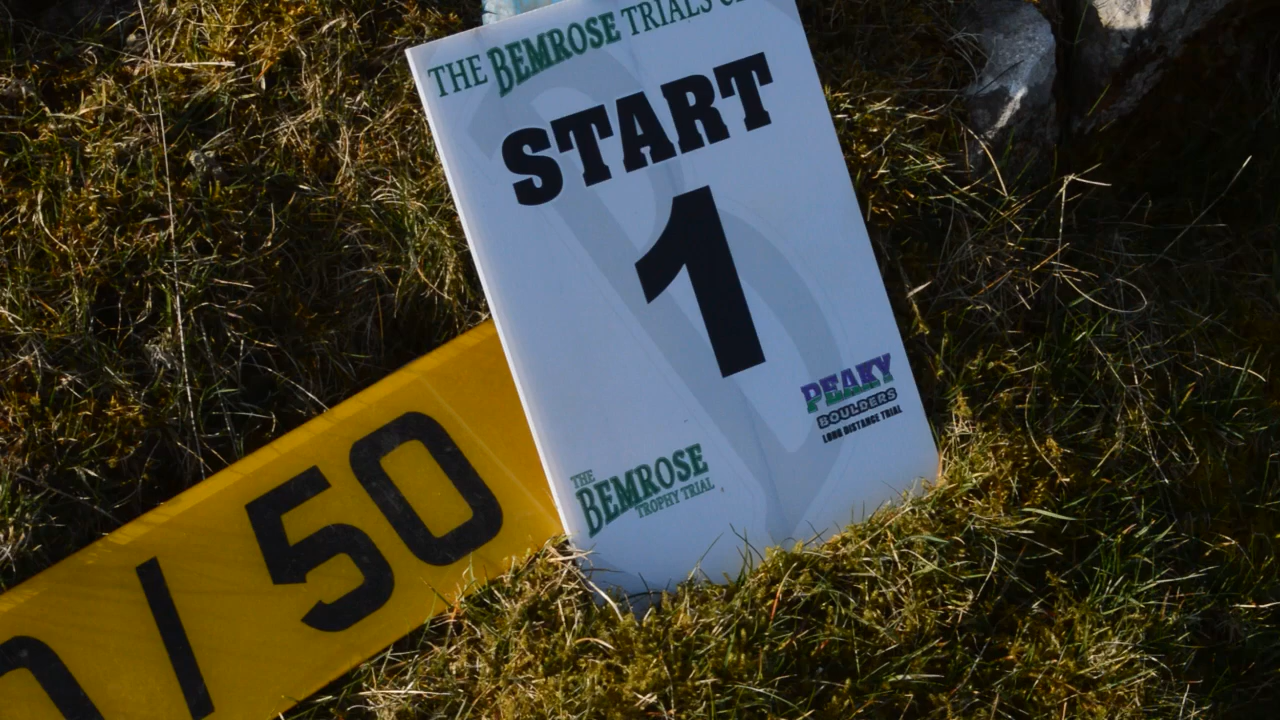 THE BEMROSE TRIALS
START
1
PEAKY
BOULDERS
LONG DISTANCE TRIAL
THE
BEMROSE
TROPHY TRIAL
/ 50